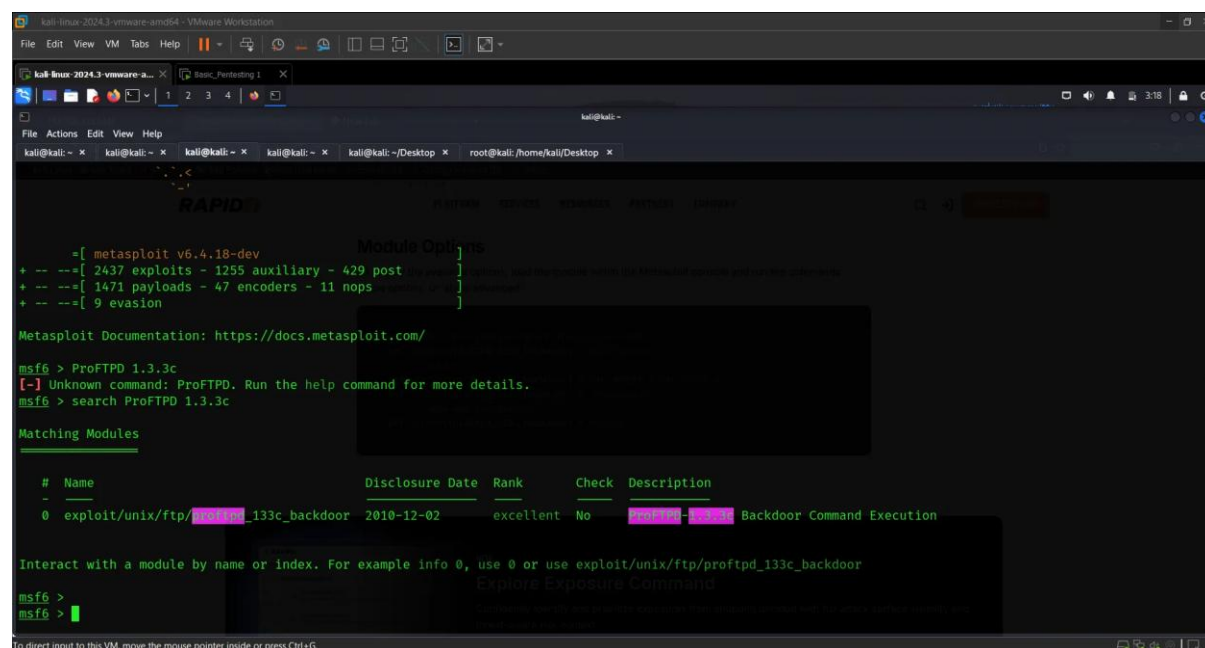 kali-linux-2024.3-vmware-amd64 - VMware Workstation
File Edit View VM Tabs Help
kali-linux-2024.3-vmware-a... Basic_Pentesting 1
1 2 3 4 3:18
kali@kali: ~
File Actions Edit View Help
kali@kali: ~ kali@kali: ~ kali@kali: ~ kali@kali: ~ kali@kali: ~/Desktop root@kali: /home/kali/Desktop
`.`.<
`_'
RAPID
Module Options
=[ metasploit v6.4.18-dev ]
+ -- --=[ 2437 exploits - 1255 auxiliary - 429 post ]
+ -- --=[ 1471 payloads - 47 encoders - 11 nops ]
+ -- --=[ 9 evasion ]
Metasploit Documentation: https://docs.metasploit.com/
msf6 > ProFTPD 1.3.3c
[-] Unknown command: ProFTPD. Run the help command for more details.
msf6 > search ProFTPD 1.3.3c
Matching Modules
# Name Disclosure Date Rank Check Description
0 exploit/unix/ftp/proftpd_133c_backdoor 2010-12-02 excellent No ProFTPD-1.3.3c Backdoor Command Execution
Interact with a module by name or index. For example info 0, use 0 or use exploit/unix/ftp/proftpd_133c_backdoor
Explore Exposure Command
msf6 >
msf6 >
To direct input to this VM, move the mouse pointer inside or press Ctrl+G.